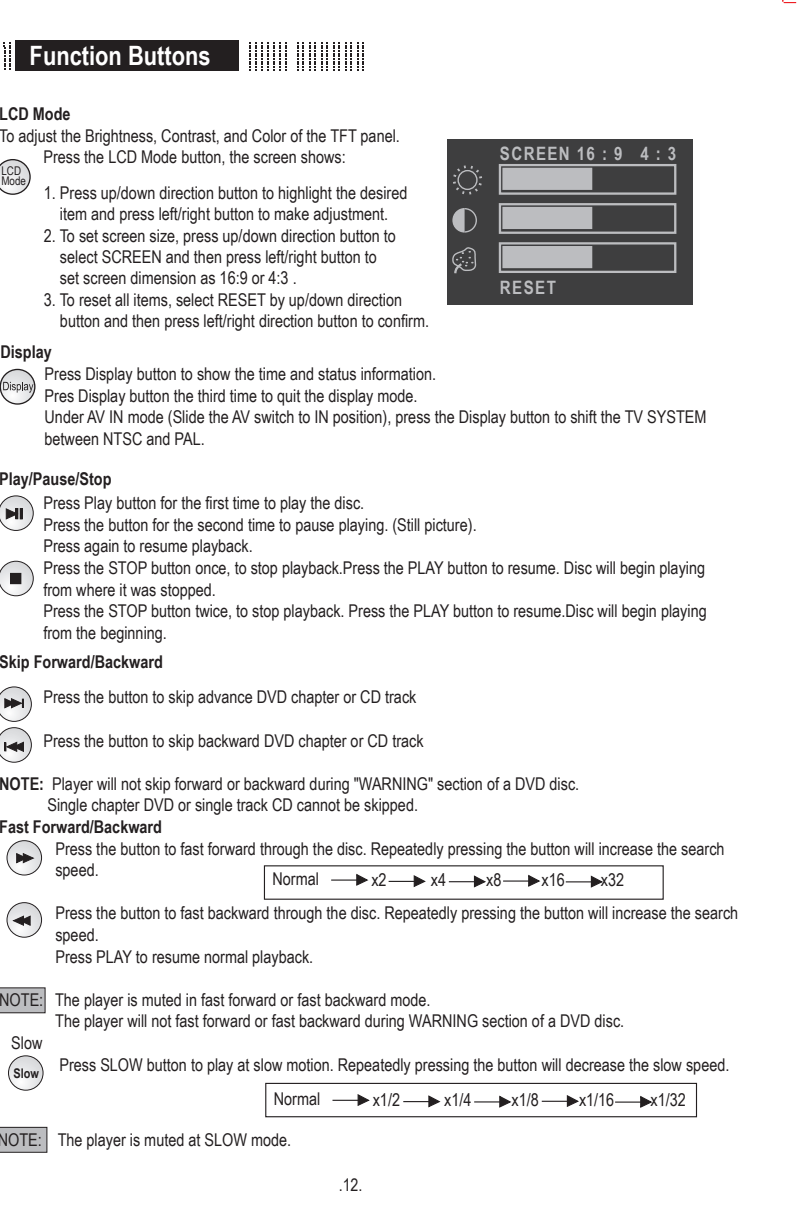 Function Buttons
LCD Mode
To adjust the Brightness, Contrast, and Color of the TFT panel.
LCD
Mode
Press the LCD Mode button, the screen shows:
1. Press up/down direction button to highlight the desired
item and press left/right button to make adjustment.
2. To set screen size, press up/down direction button to
select SCREEN and then press left/right button to
set screen dimension as 16:9 or 4:3 .
3. To reset all items, select RESET by up/down direction
button and then press left/right direction button to confirm.
SCREEN 16 : 9 4 : 3
RESET
Display
Display
Press Display button to show the time and status information.
Pres Display button the third time to quit the display mode.
Under AV IN mode (Slide the AV switch to IN position), press the Display button to shift the TV SYSTEM
between NTSC and PAL.
Play/Pause/Stop
Press Play button for the first time to play the disc.
Press the button for the second time to pause playing. (Still picture).
Press again to resume playback.
Press the STOP button once, to stop playback.Press the PLAY button to resume. Disc will begin playing
from where it was stopped.
Press the STOP button twice, to stop playback. Press the PLAY button to resume.Disc will begin playing
from the beginning.
Skip Forward/Backward
Press the button to skip advance DVD chapter or CD track
Press the button to skip backward DVD chapter or CD track
NOTE: Player will not skip forward or backward during "WARNING" section of a DVD disc.
Single chapter DVD or single track CD cannot be skipped.
Fast Forward/Backward
Press the button to fast forward through the disc. Repeatedly pressing the button will increase the search
speed.
Normal x2 x4 x8 x16 x32
Press the button to fast backward through the disc. Repeatedly pressing the button will increase the search
speed.
Press PLAY to resume normal playback.
NOTE: The player is muted in fast forward or fast backward mode.
The player will not fast forward or fast backward during WARNING section of a DVD disc.
Slow
Slow
Press SLOW button to play at slow motion. Repeatedly pressing the button will decrease the slow speed.
Normal x1/2 x1/4 x1/8 x1/16 x1/32
NOTE: The player is muted at SLOW mode.
.12.